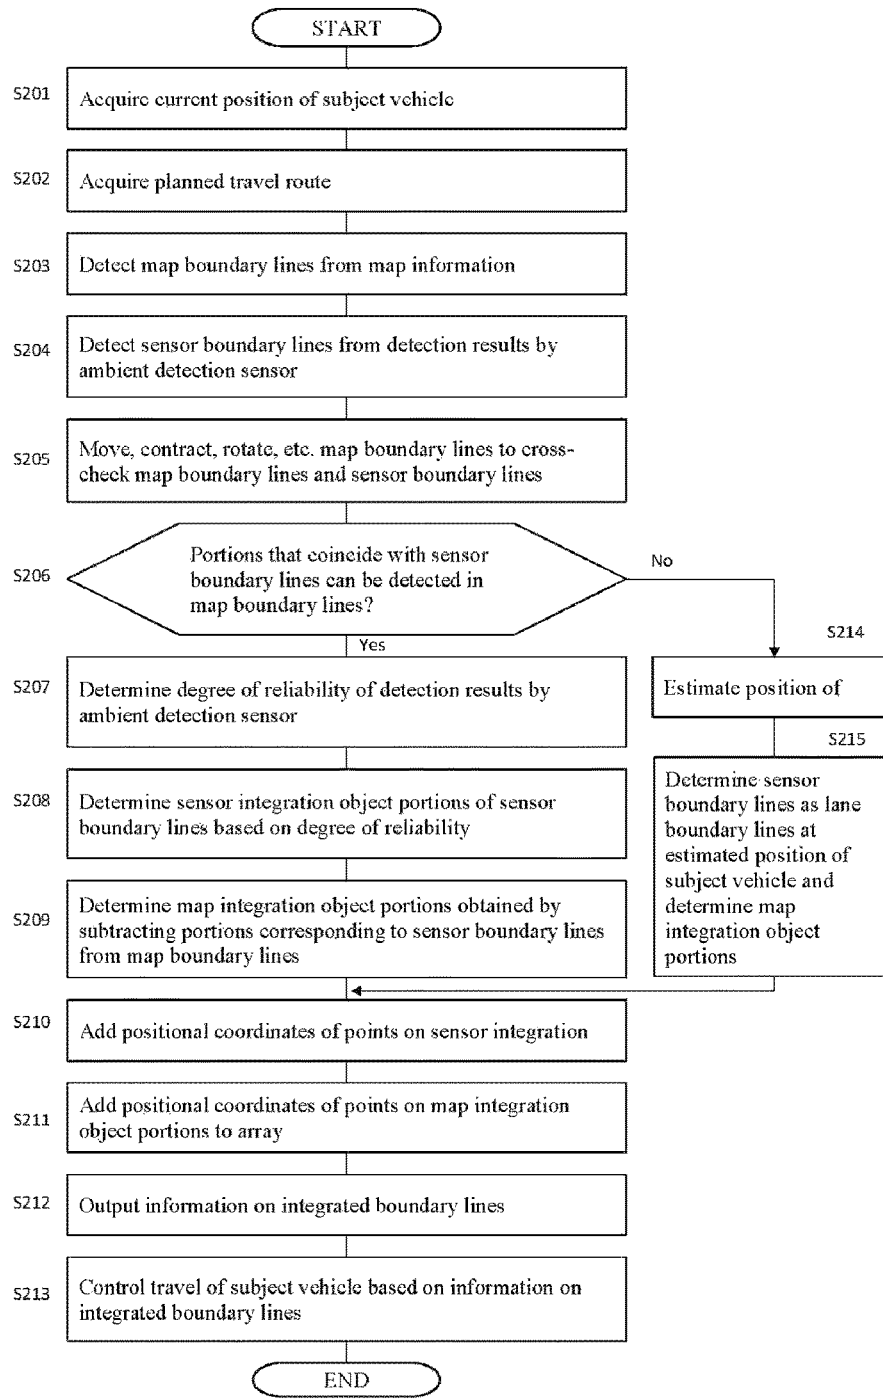 START
S201
Acquire current position of subject vehicle
S202
Acquire planned travel route
S203
Detect map boundary lines from map information
S204
Detect sensor boundary lines from detection results by
ambient detection sensor
S205
Move, contract, rotate, etc. map boundary lines to cross-
check map boundary lines and sensor boundary lines
S206
Portions that coincide with sensor
boundary lines can be detected in
map boundary lines?
No
Yes
S214
Estimate position of
S207
Determine degree of reliability of detection results by
ambient detection sensor
S215
Determine sensor
boundary lines as lane
boundary lines at
estimated position of
subject vehicle and
determine map
integration object
portions
S208
Determine sensor integration object portions of sensor
boundary lines based on degree of reliability
S209
Determine map integration object portions obtained by
subtracting portions corresponding to sensor boundary lines
from map boundary lines
S210
Add positional coordinates of points on sensor integration
S211
Add positional coordinates of points on map integration
object portions to array
S212
Output information on integrated boundary lines
S213
Control travel of subject vehicle based on information on
integrated boundary lines
END